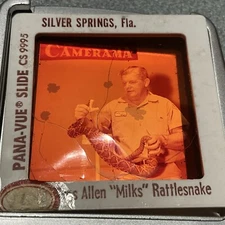 SILVER SPRINGS, Fla.
PANA-VUE® SLIDE CS 9995
CAMERAMA
Allen "Milks" Rattlesnake